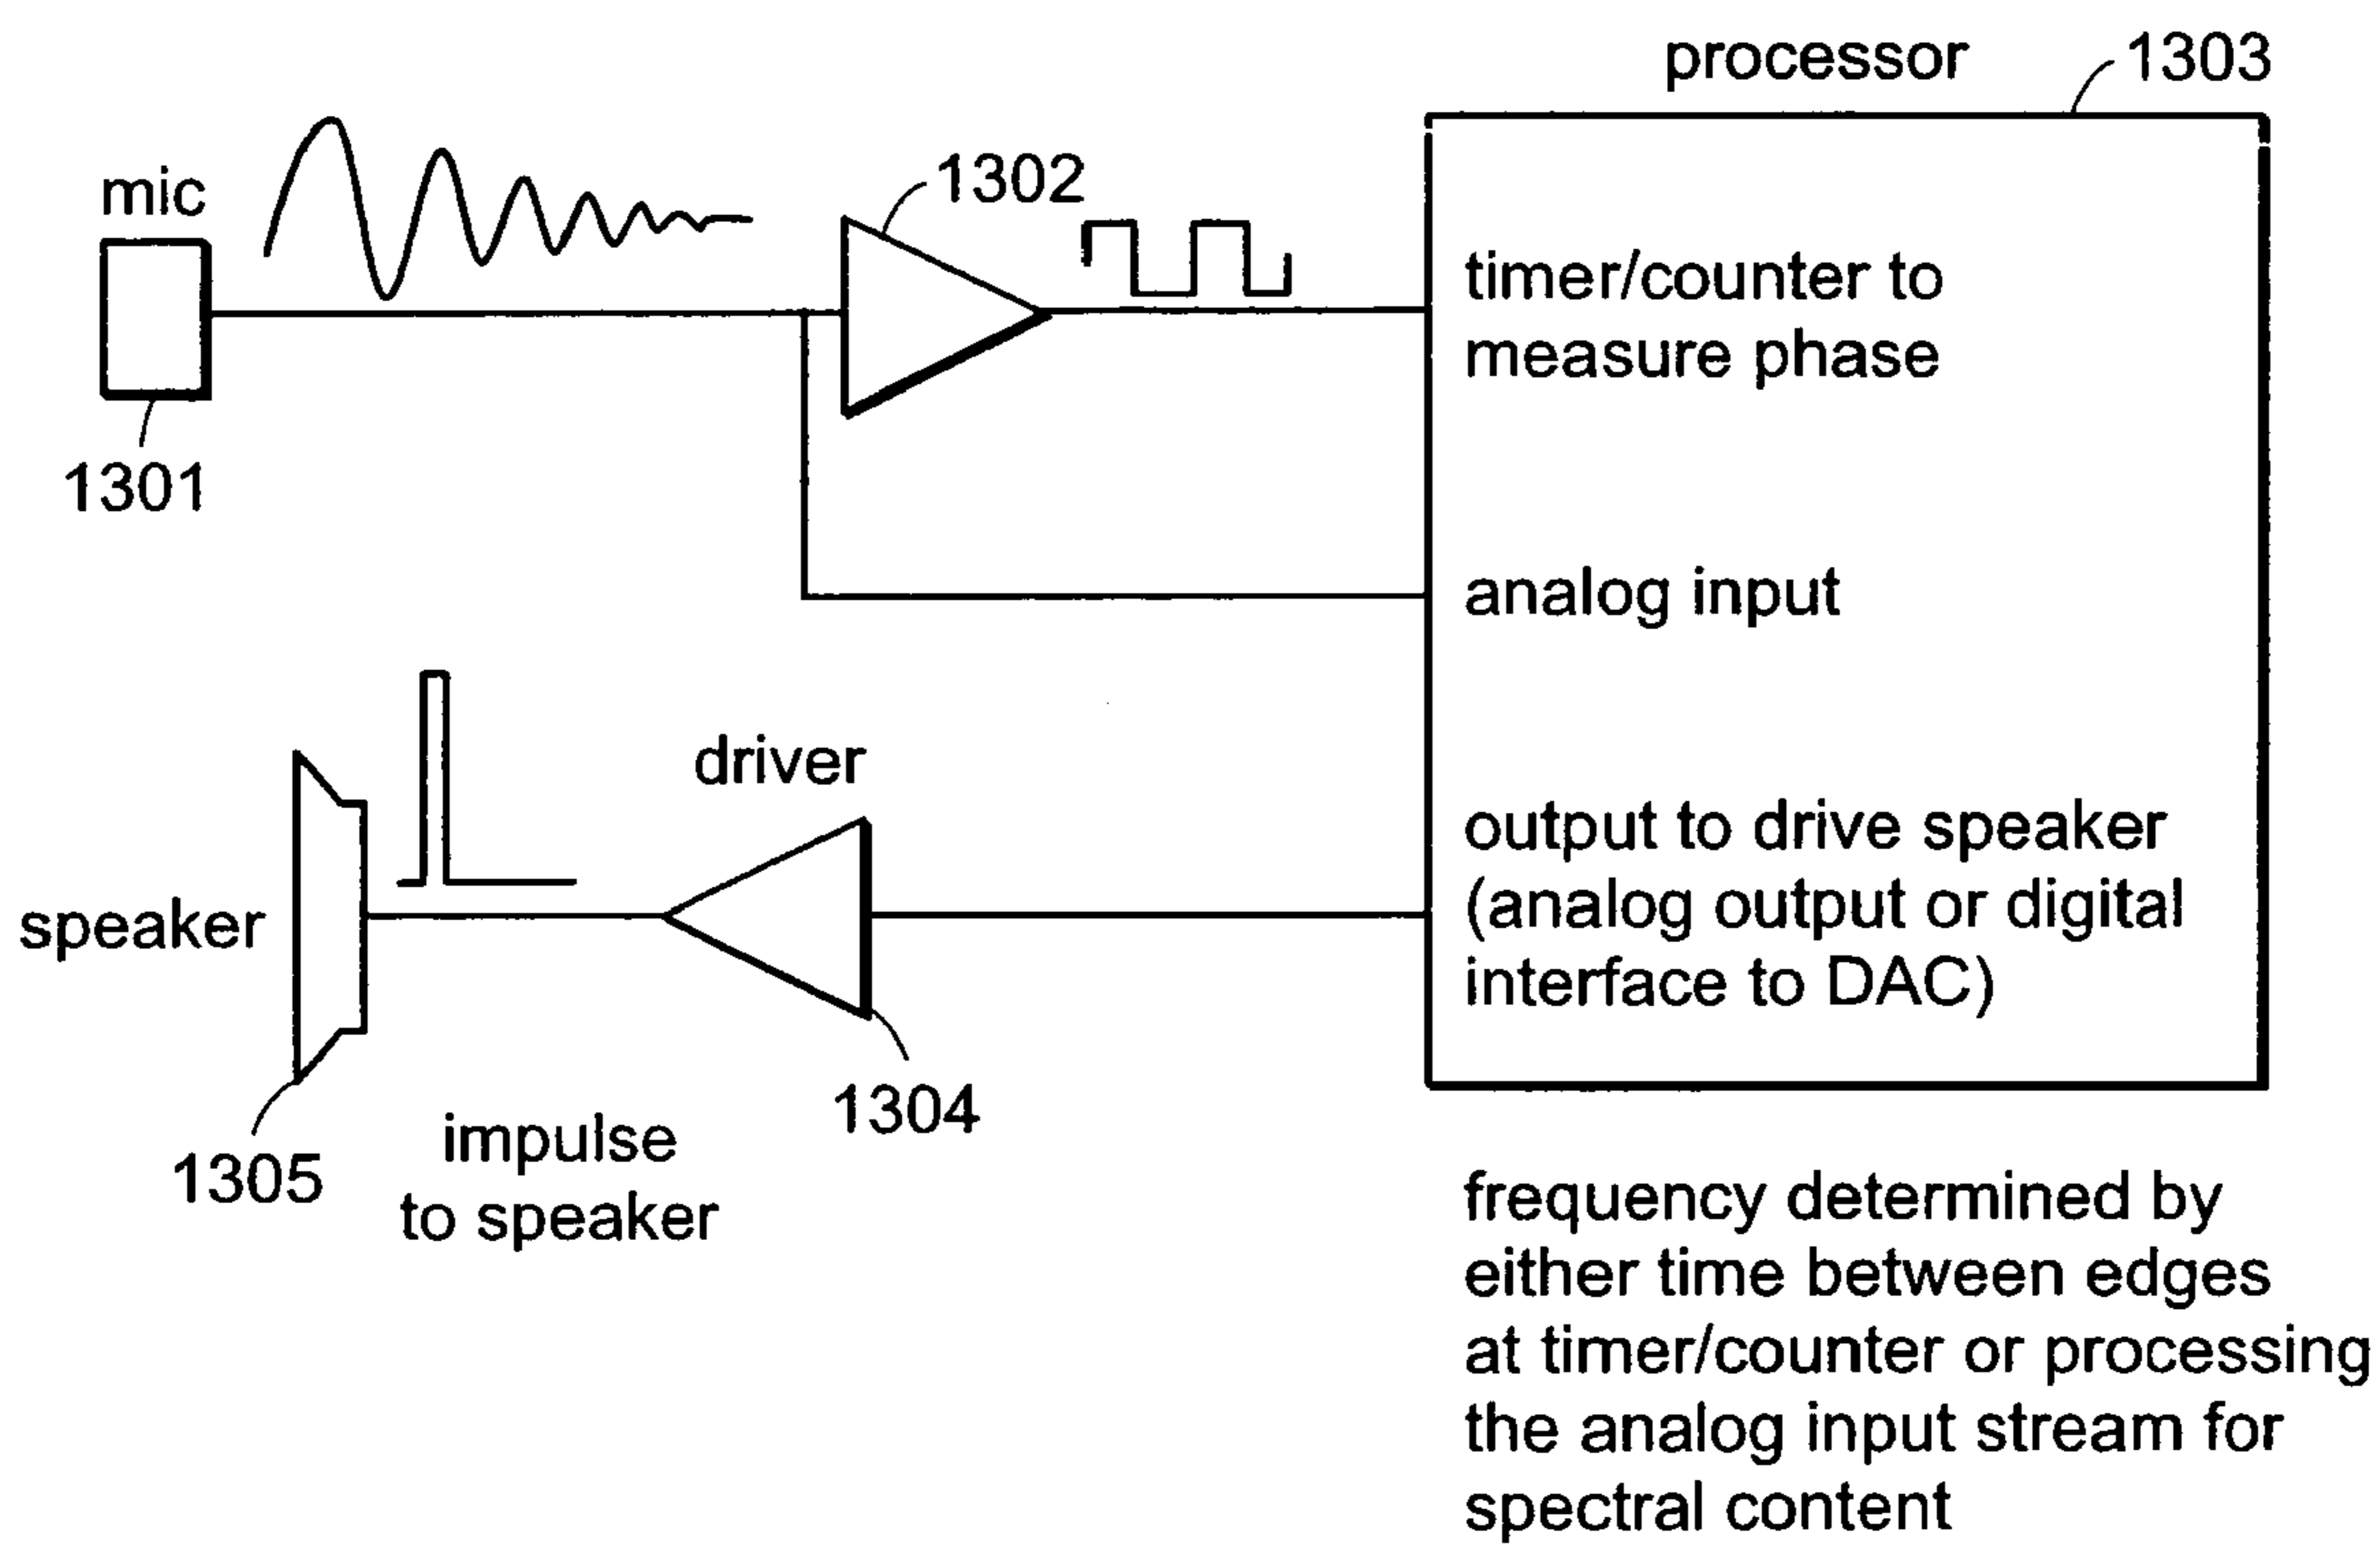 processor
1303
mic
1302
1301
timer/counter to
measure phase
analog input
driver
speaker
output to drive speaker
(analog output or digital
interface to DAC)
1304
1305
impulse
to speaker
frequency determined by
either time between edges
at timer/counter or processing
the analog input stream for
spectral content